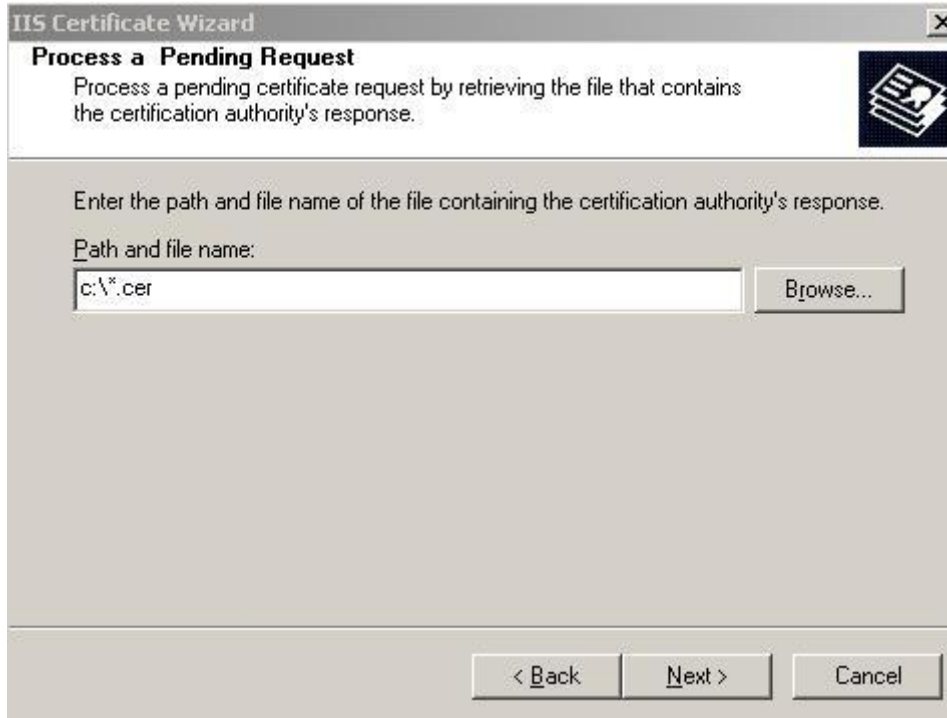 IIS Certificate Wizard
Process a  Pending Request
Process a pending certificate request by retrieving the file that contains
the certification authority's response.
Enter the path and file name of the file containing the certification authority's response.
Path and file name:
c:\*.cer
Browse...
< Back
Next >
Cancel